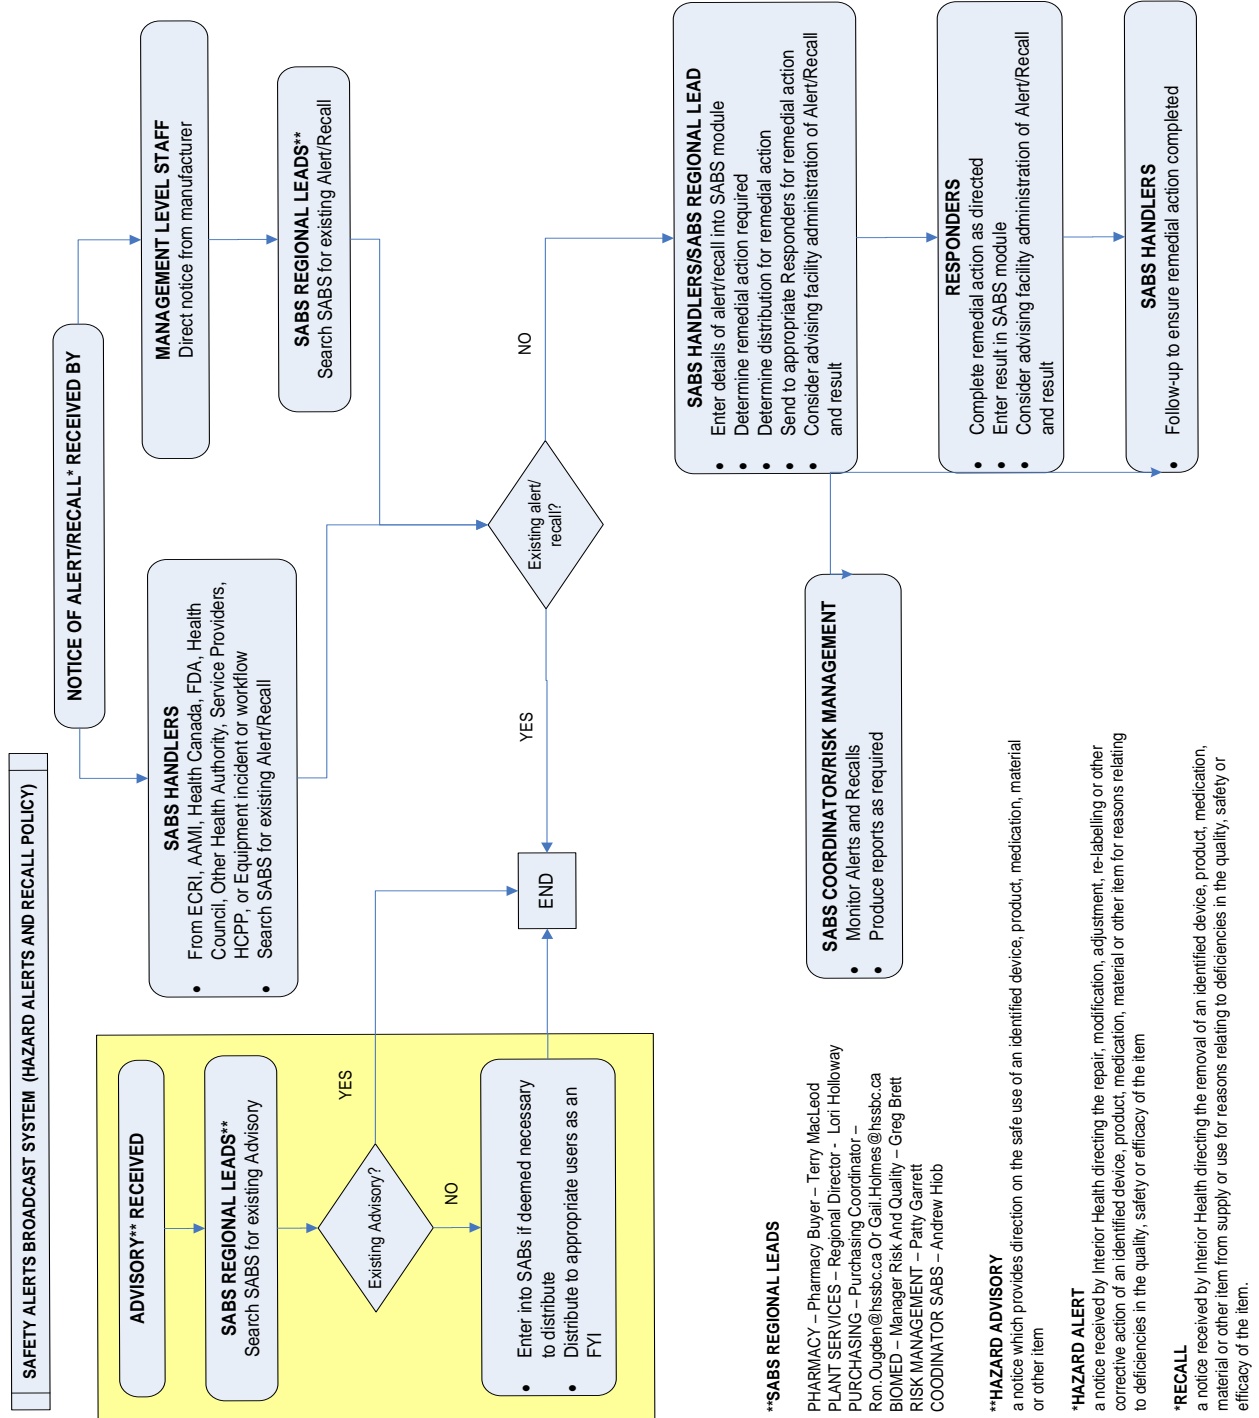 SAFETY ALERTS BROADCAST SYSTEM (HAZARD ALERTS AND RECALL POLICY)
NOTICE OF ALERT/RECALL* RECEIVED BY
MANAGEMENT LEVEL STAFF
Direct notice from manufacturer
SABS REGIONAL LEADS**
Search SABS for existing Alert/Recall
SABS HANDLERS
• From ECRI, AAMI, Health Canada, FDA, Health
Council, Other Health Authority, Service Providers,
HCPP, or Equipment incident or workflow
• Search SABS for existing Alert/Recall
ADVISORY** RECEIVED
SABS REGIONAL LEADS**
Search SABS for existing Advisory
Existing Advisory?
YES
NO
• Enter into SABs if deemed necessary
to distribute
• Distribute to appropriate users as an
FYI
END
Existing alert/
recall?
YES
NO
SABS HANDLERS/SABS REGIONAL LEAD
• Enter details of alert/recall into SABS module
• Determine remedial action required
• Determine distribution for remedial action
• Send to appropriate Responders for remedial action
• Consider advising facility administration of Alert/Recall
and result
RESPONDERS
• Complete remedial action as directed
• Enter result in SABS module
• Consider advising facility administration of Alert/Recall
and result
SABS HANDLERS
• Follow-up to ensure remedial action completed
SABS COORDINATOR/RISK MANAGEMENT
• Monitor Alerts and Recalls
• Produce reports as required
**SABS REGIONAL LEADS
PHARMACY – Pharmacy Buyer – Terry MacLeod
PLANT SERVICES – Regional Director - Lori Holloway
PURCHASING – Purchasing Coordinator –
Ron.Ougden@hssbc.ca Or Gail.Holmes@hssbc.ca
BIOMED – Manager Risk And Quality – Greg Brett
RISK MANAGEMENT – Patty Garrett
COODINATOR SABS – Andrew Hiob
**HAZARD ADVISORY
a notice which provides direction on the safe use of an identified device, product, medication, material
or other item
*HAZARD ALERT
a notice received by Interior Health directing the repair, modification, adjustment, re-labelling or other
corrective action of an identified device, product, medication, material or other item for reasons relating
to deficiencies in the quality, safety or efficacy of the item
*RECALL
a notice received by Interior Health directing the removal of an identified device, product, medication,
material or other item from supply or use for reasons relating to deficiencies in the quality, safety or
efficacy of the item.